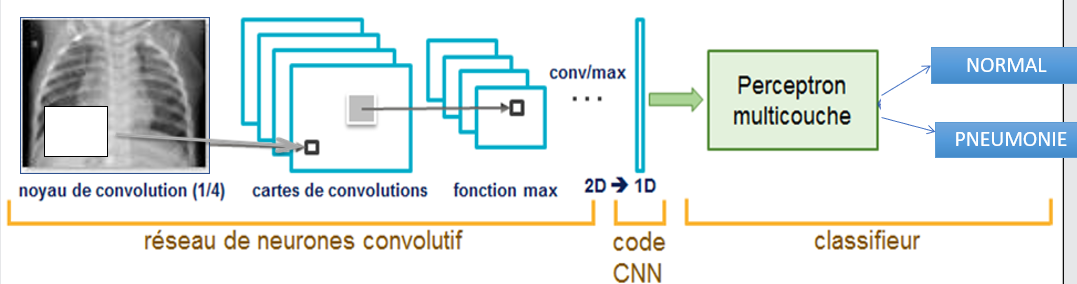 conv/max
...
Perceptron
multicouche
NORMAL
PNEUMONIE
noyau de convolution (1/4)
cartes de convolutions
fonction max
2D ➔ 1D
réseau de neurones convolutif
code
CNN
classifieur